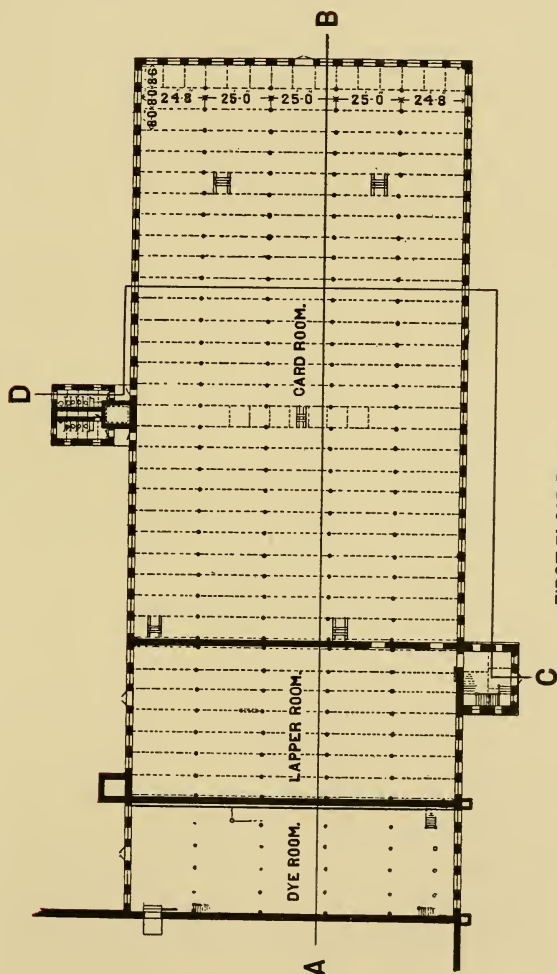 B
8·0 8·0 8·6
24·8 25·0 25·0 25·0 24·8
D
CARD ROOM.
LAPPER ROOM.
C
DYE ROOM.
A